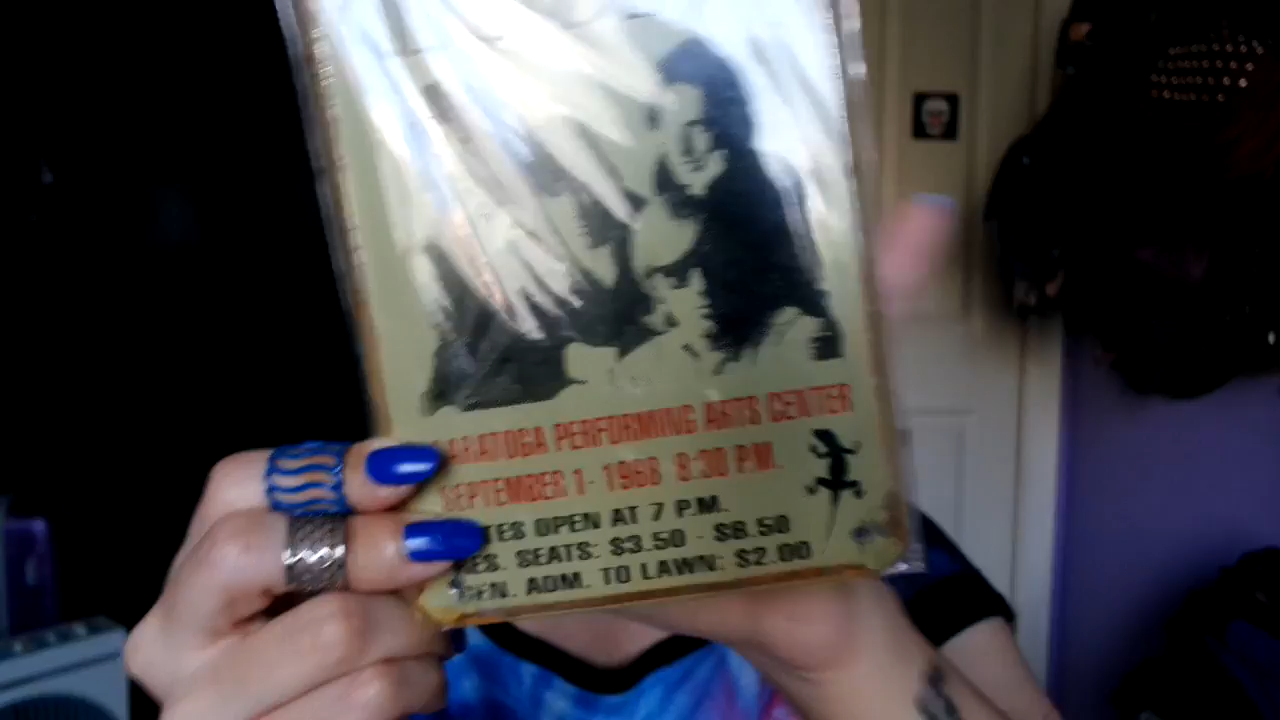 SARATOGA PERFORMING ARTS CENTER
SEPTEMBER 1- 1968 8:30 P.M.
TES OPEN AT 7 P.M.
ES. SEATS: $3.50 - $6.50
GEN. ADM. TO LAWN: $2.00